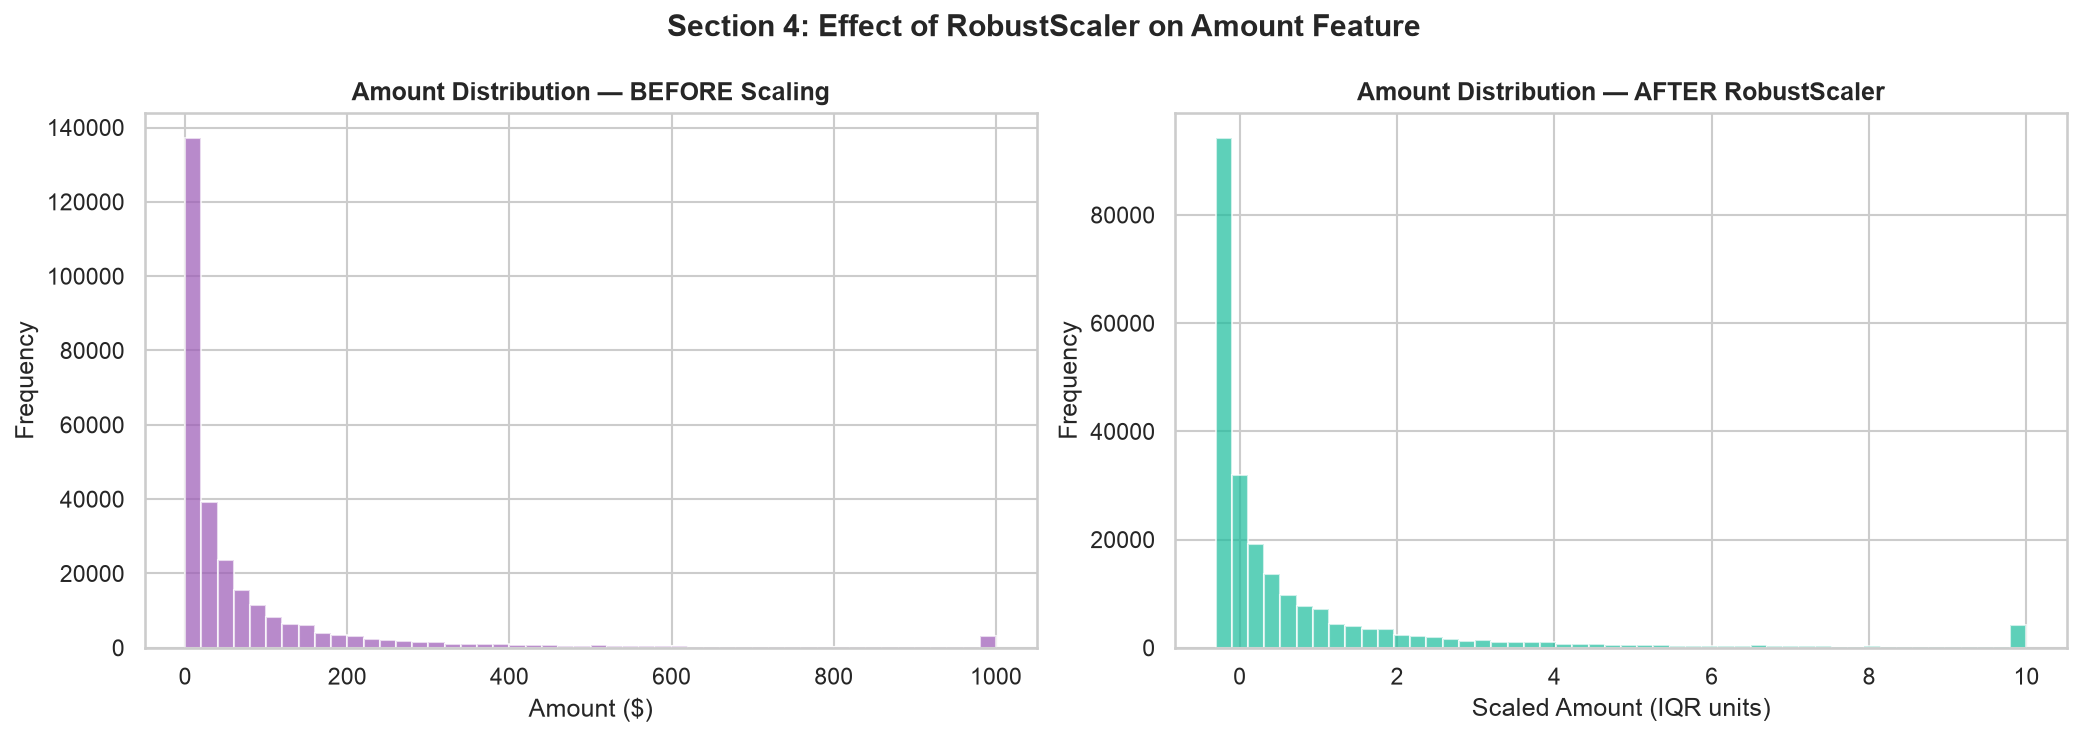 Section 4: Effect of RobustScaler on Amount Feature
Amount Distribution — BEFORE Scaling
140000
120000
100000
80000
60000
40000
20000
0
Frequency
0 200 400 600 800 1000
Amount ($)
Amount Distribution — AFTER RobustScaler
80000
60000
40000
20000
0
Frequency
0 2 4 6 8 10
Scaled Amount (IQR units)